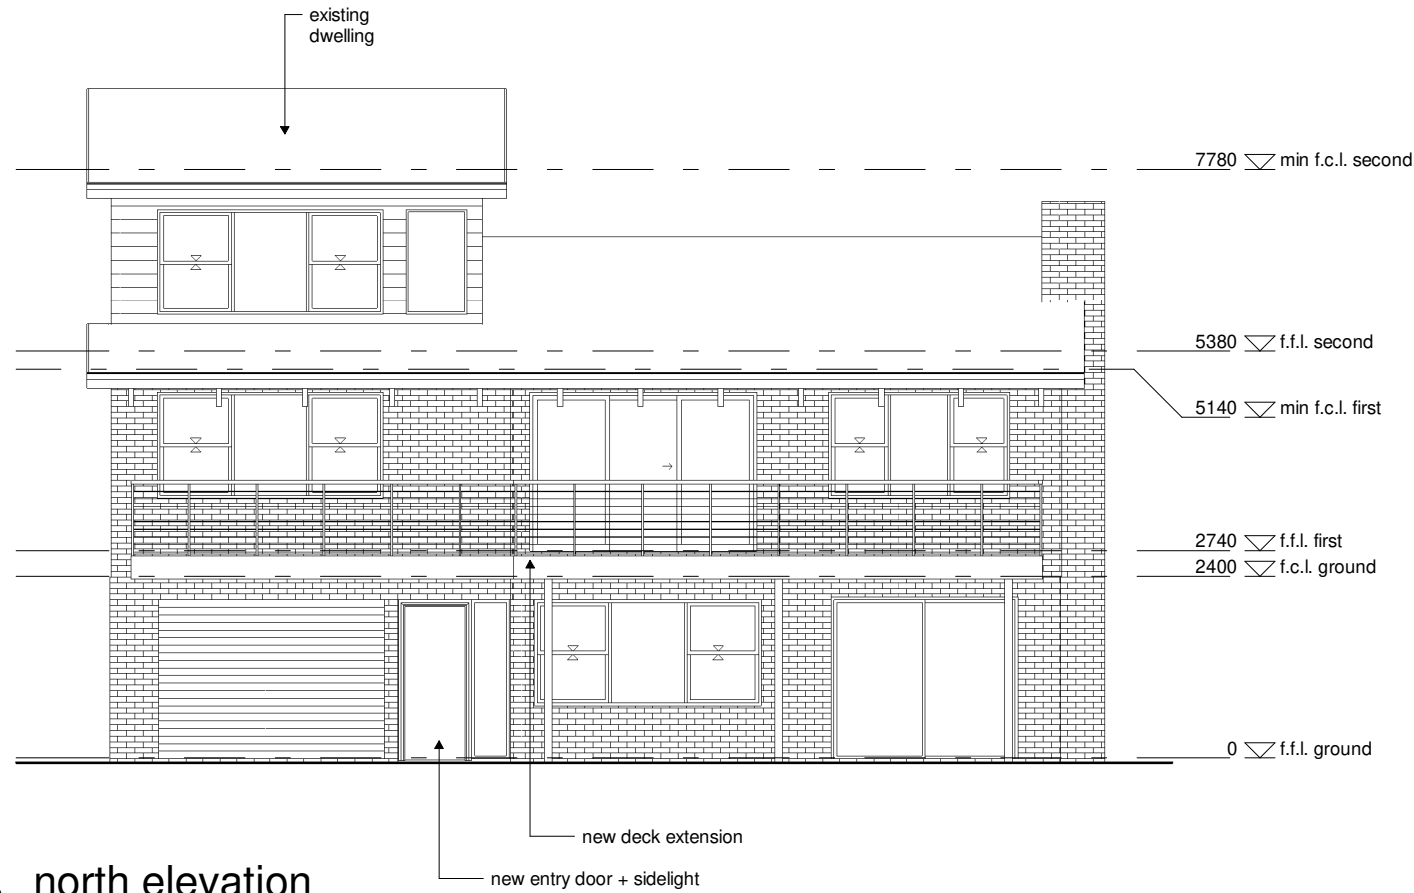 existing
dwelling
7780 min f.c.l. second
5380 f.f.l. second
5140 min f.c.l. first
2740 f.f.l. first
2400 f.c.l. ground
0 f.f.l. ground
new deck extension
new entry door + sidelight
north elevation